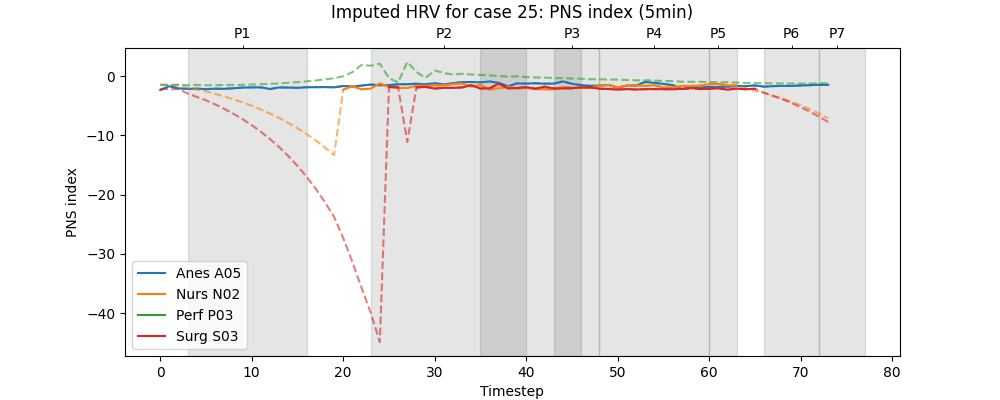 Imputed HRV for case 25: PNS index (5min)
P1 P2 P3 P4 P5 P6 P7
0
−10
−20
−30
−40
PNS index
Anes A05
Nurs N02
Perf P03
Surg S03
0 10 20 30 40 50 60 70 80
Timestep